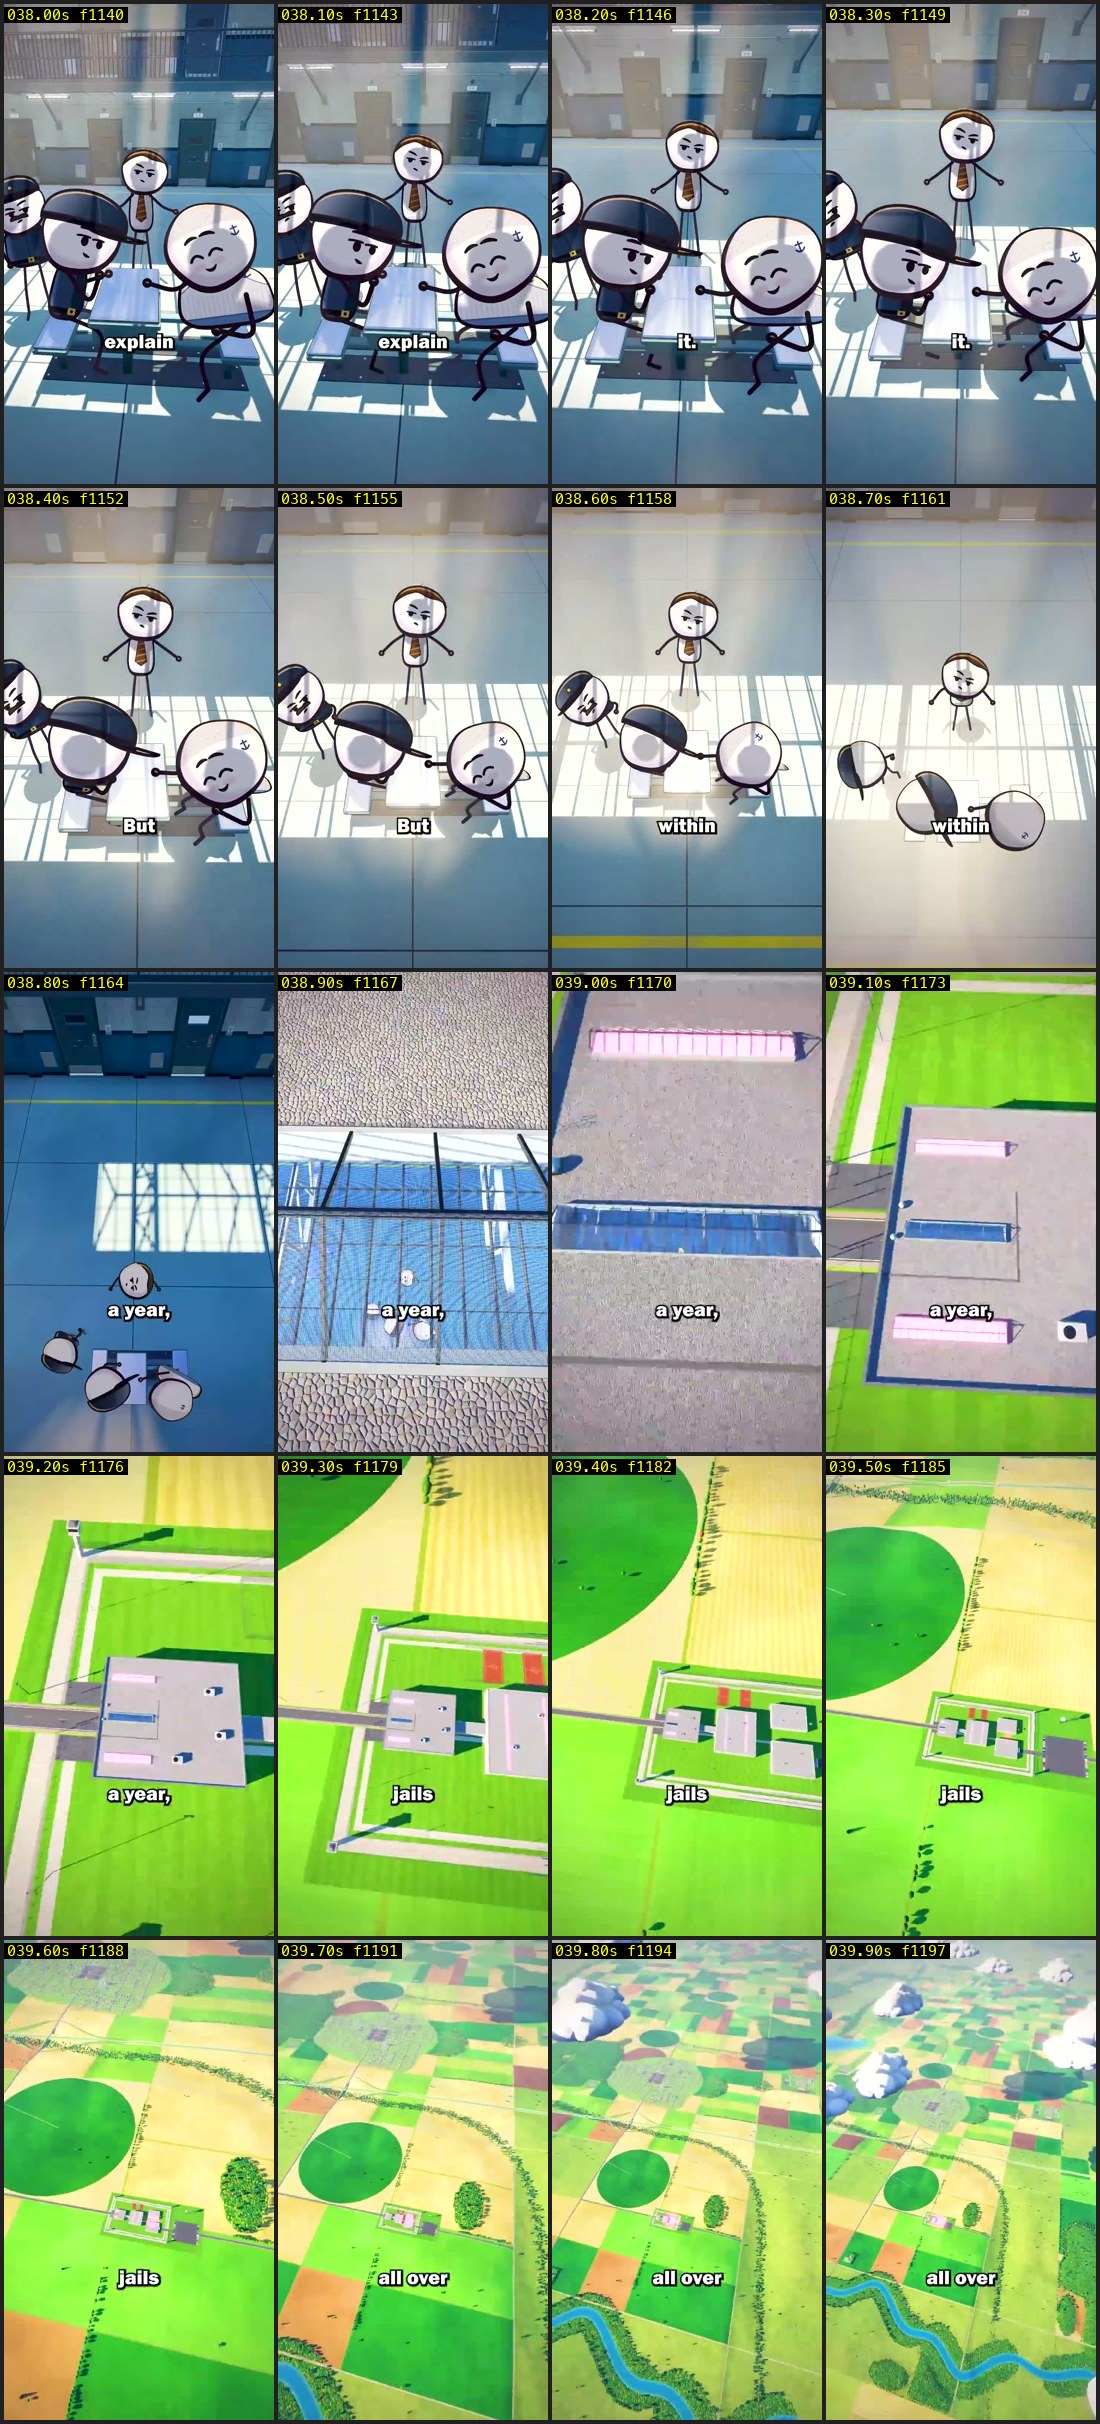 038.00s f1140
038.10s f1143
038.20s f1146
038.30s f1149
explain
explain
it.
it.
038.40s f1152
038.50s f1155
038.60s f1158
038.70s f1161
But
But
within
within
038.80s f1164
038.90s f1167
039.00s f1170
039.10s f1173
a year,
a year,
a year,
a year,
039.20s f1176
039.30s f1179
039.40s f1182
039.50s f1185
a year,
jails
jails
jails
039.60s f1188
039.70s f1191
039.80s f1194
039.90s f1197
jails
all over
all over
all over